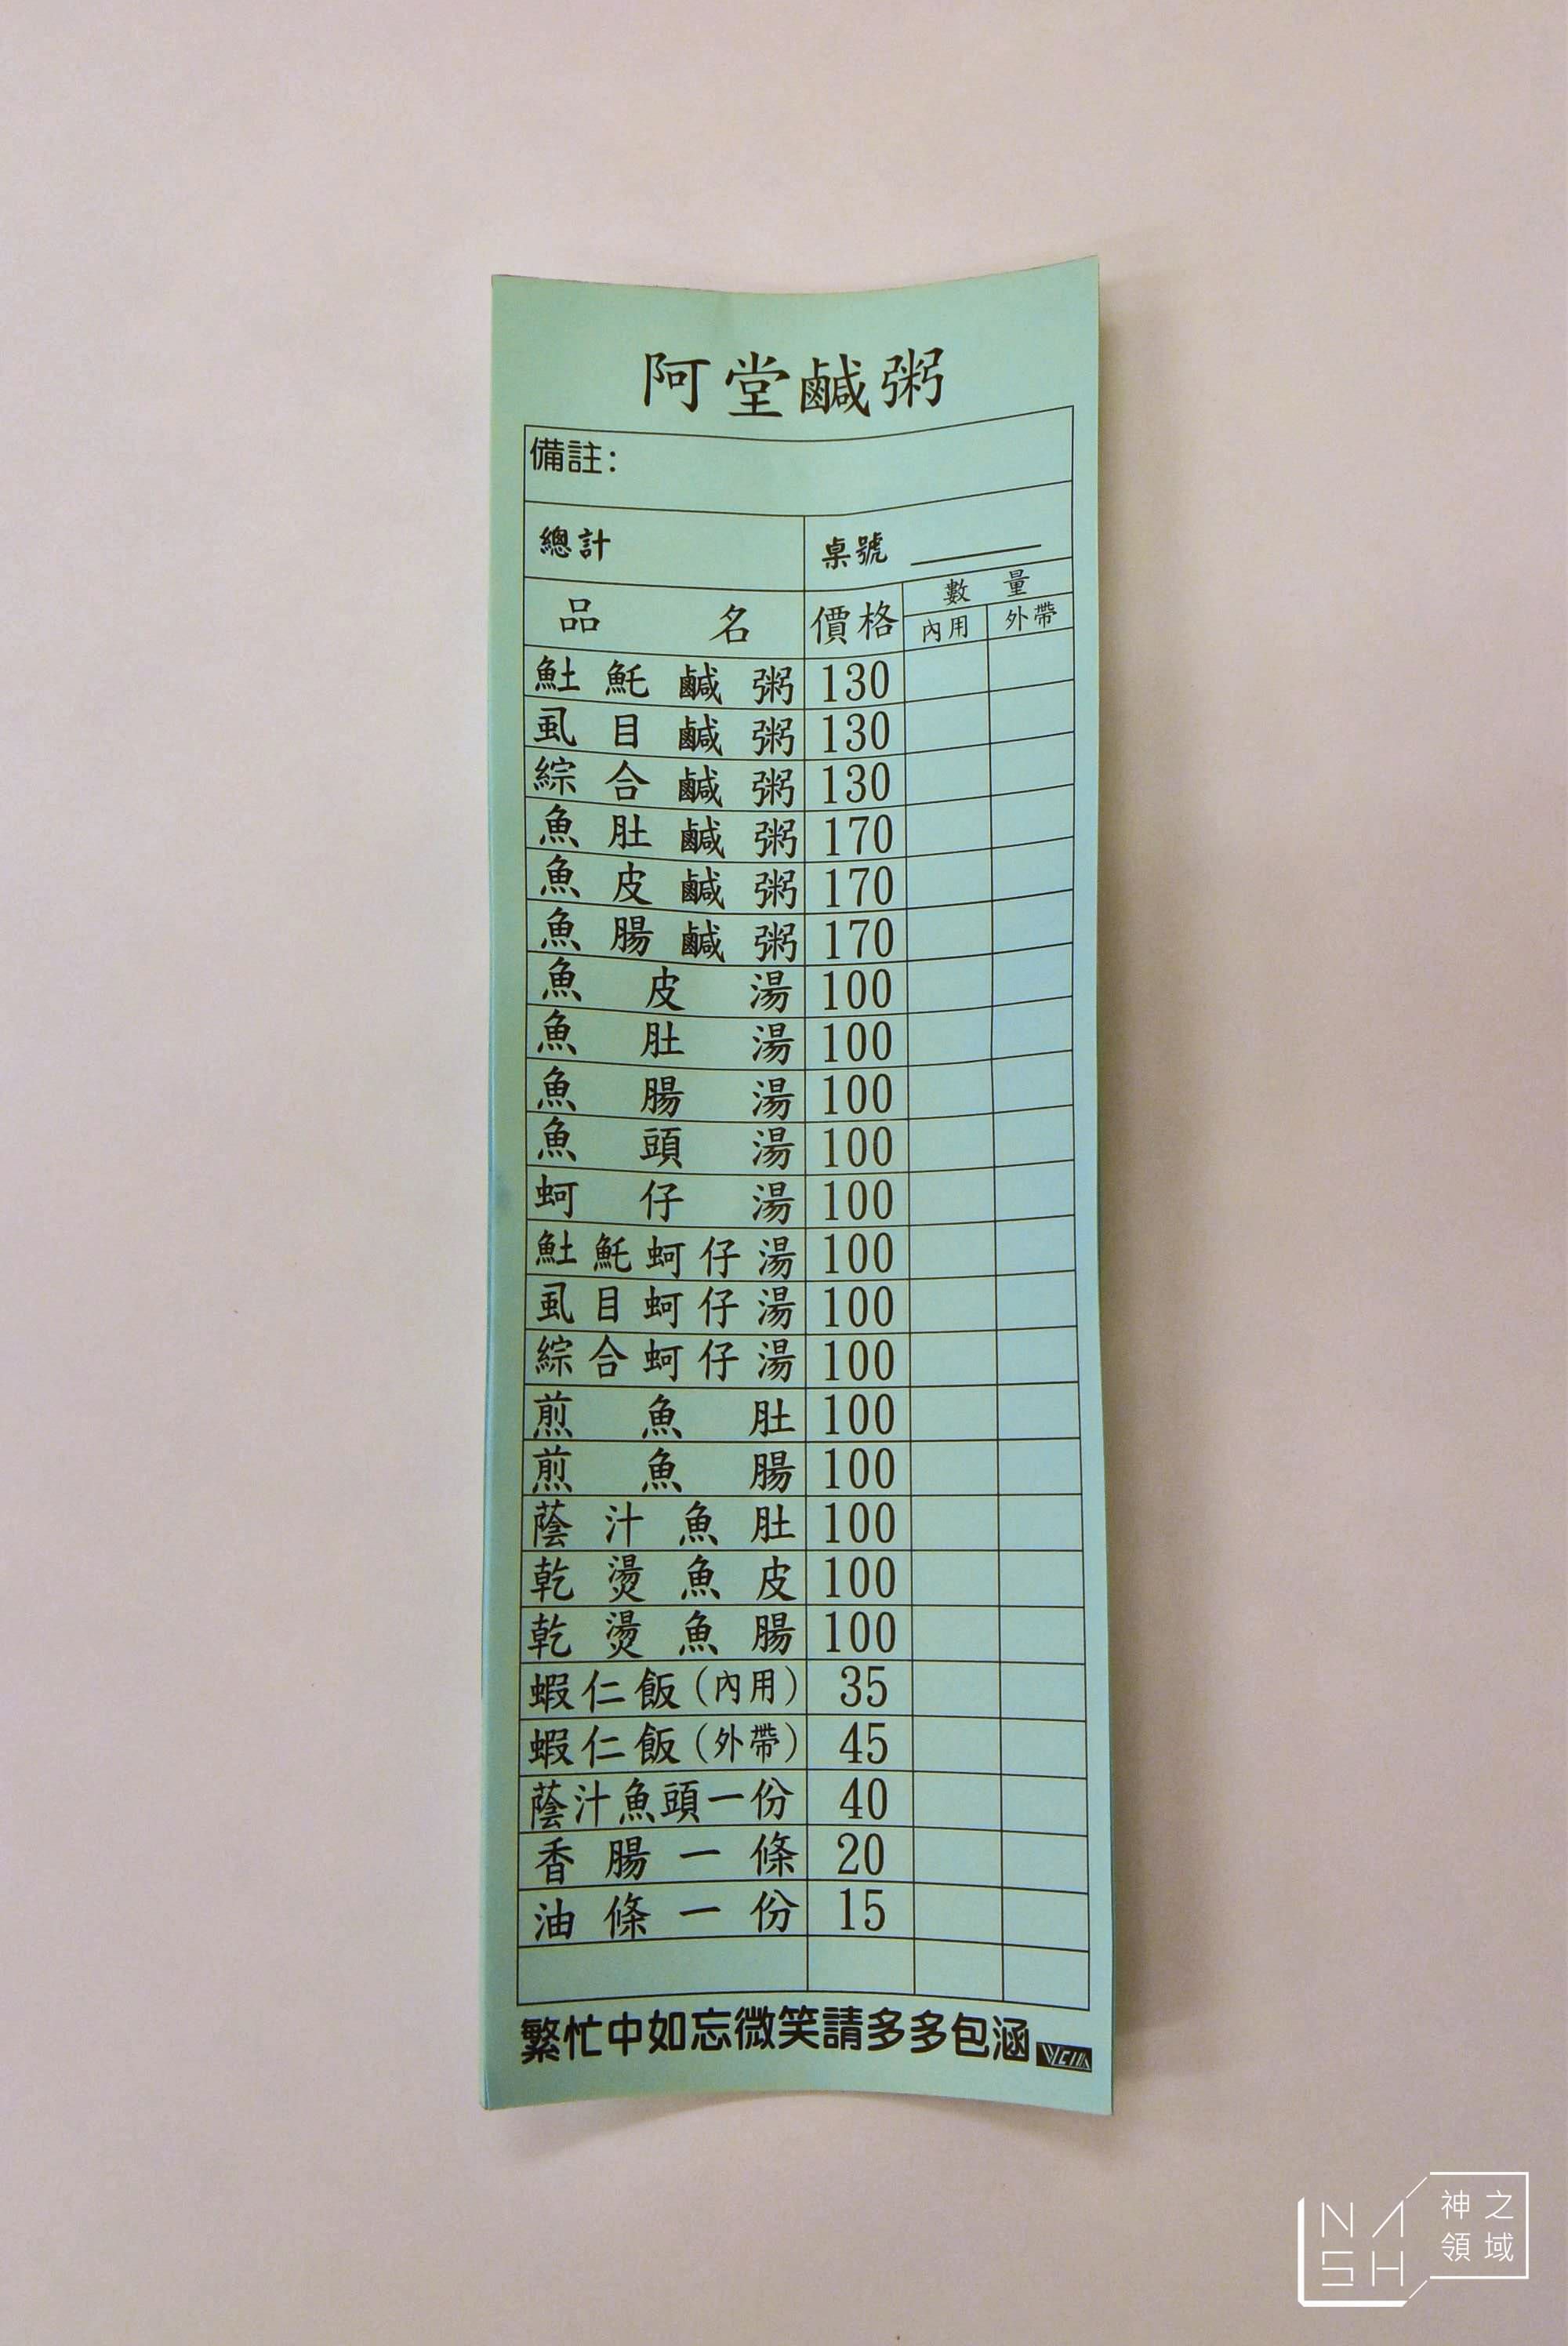 阿堂鹹粥
備註：
總計 桌號
品名 價格 數量
內用 外帶
魠魠鹹粥 130
虱目鹹粥 130
綜合鹹粥 130
魚肚鹹粥 170
魚皮鹹粥 170
魚腸鹹粥 170
魚皮湯 100
魚肚湯 100
魚腸湯 100
魚頭湯 100
蚵仔湯 100
魠魠蚵仔湯 100
虱目蚵仔湯 100
綜合蚵仔湯 100
煎魚肚 100
煎魚腸 100
蔭汁魚肚 100
乾燙魚皮 100
乾燙魚腸 100
蝦仁飯(內用) 35
蝦仁飯(外帶) 45
蔭汁魚頭一份 40
香腸一條 20
油條一份 15
繁忙中如忘微笑請多多包涵
NASH 神之領域